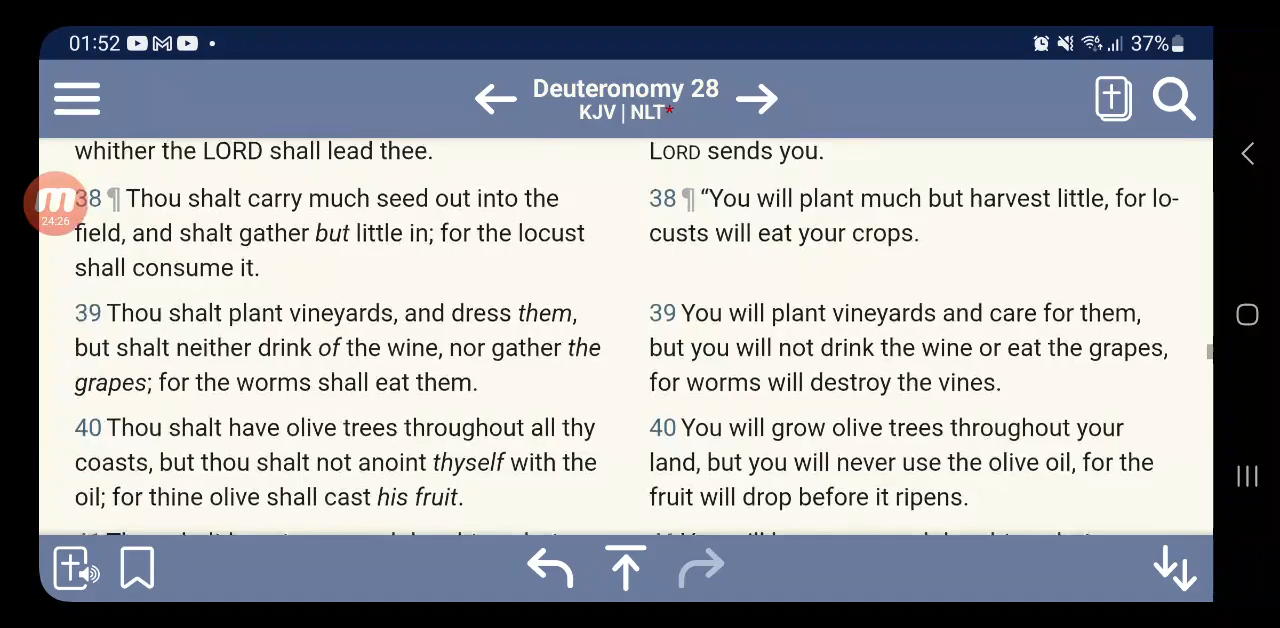 01:52
37%
Deuteronomy 28
KJV | NLT*
whither the LORD shall lead thee.
38 ¶ Thou shalt carry much seed out into the
field, and shalt gather but little in; for the locust
shall consume it.
39 Thou shalt plant vineyards, and dress them,
but shalt neither drink of the wine, nor gather the
grapes; for the worms shall eat them.
40 Thou shalt have olive trees throughout all thy
coasts, but thou shalt not anoint thyself with the
oil; for thine olive shall cast his fruit.
LORD sends you.
38 ¶ “You will plant much but harvest little, for lo-
custs will eat your crops.
39 You will plant vineyards and care for them,
but you will not drink the wine or eat the grapes,
for worms will destroy the vines.
40 You will grow olive trees throughout your
land, but you will never use the olive oil, for the
fruit will drop before it ripens.
24:26